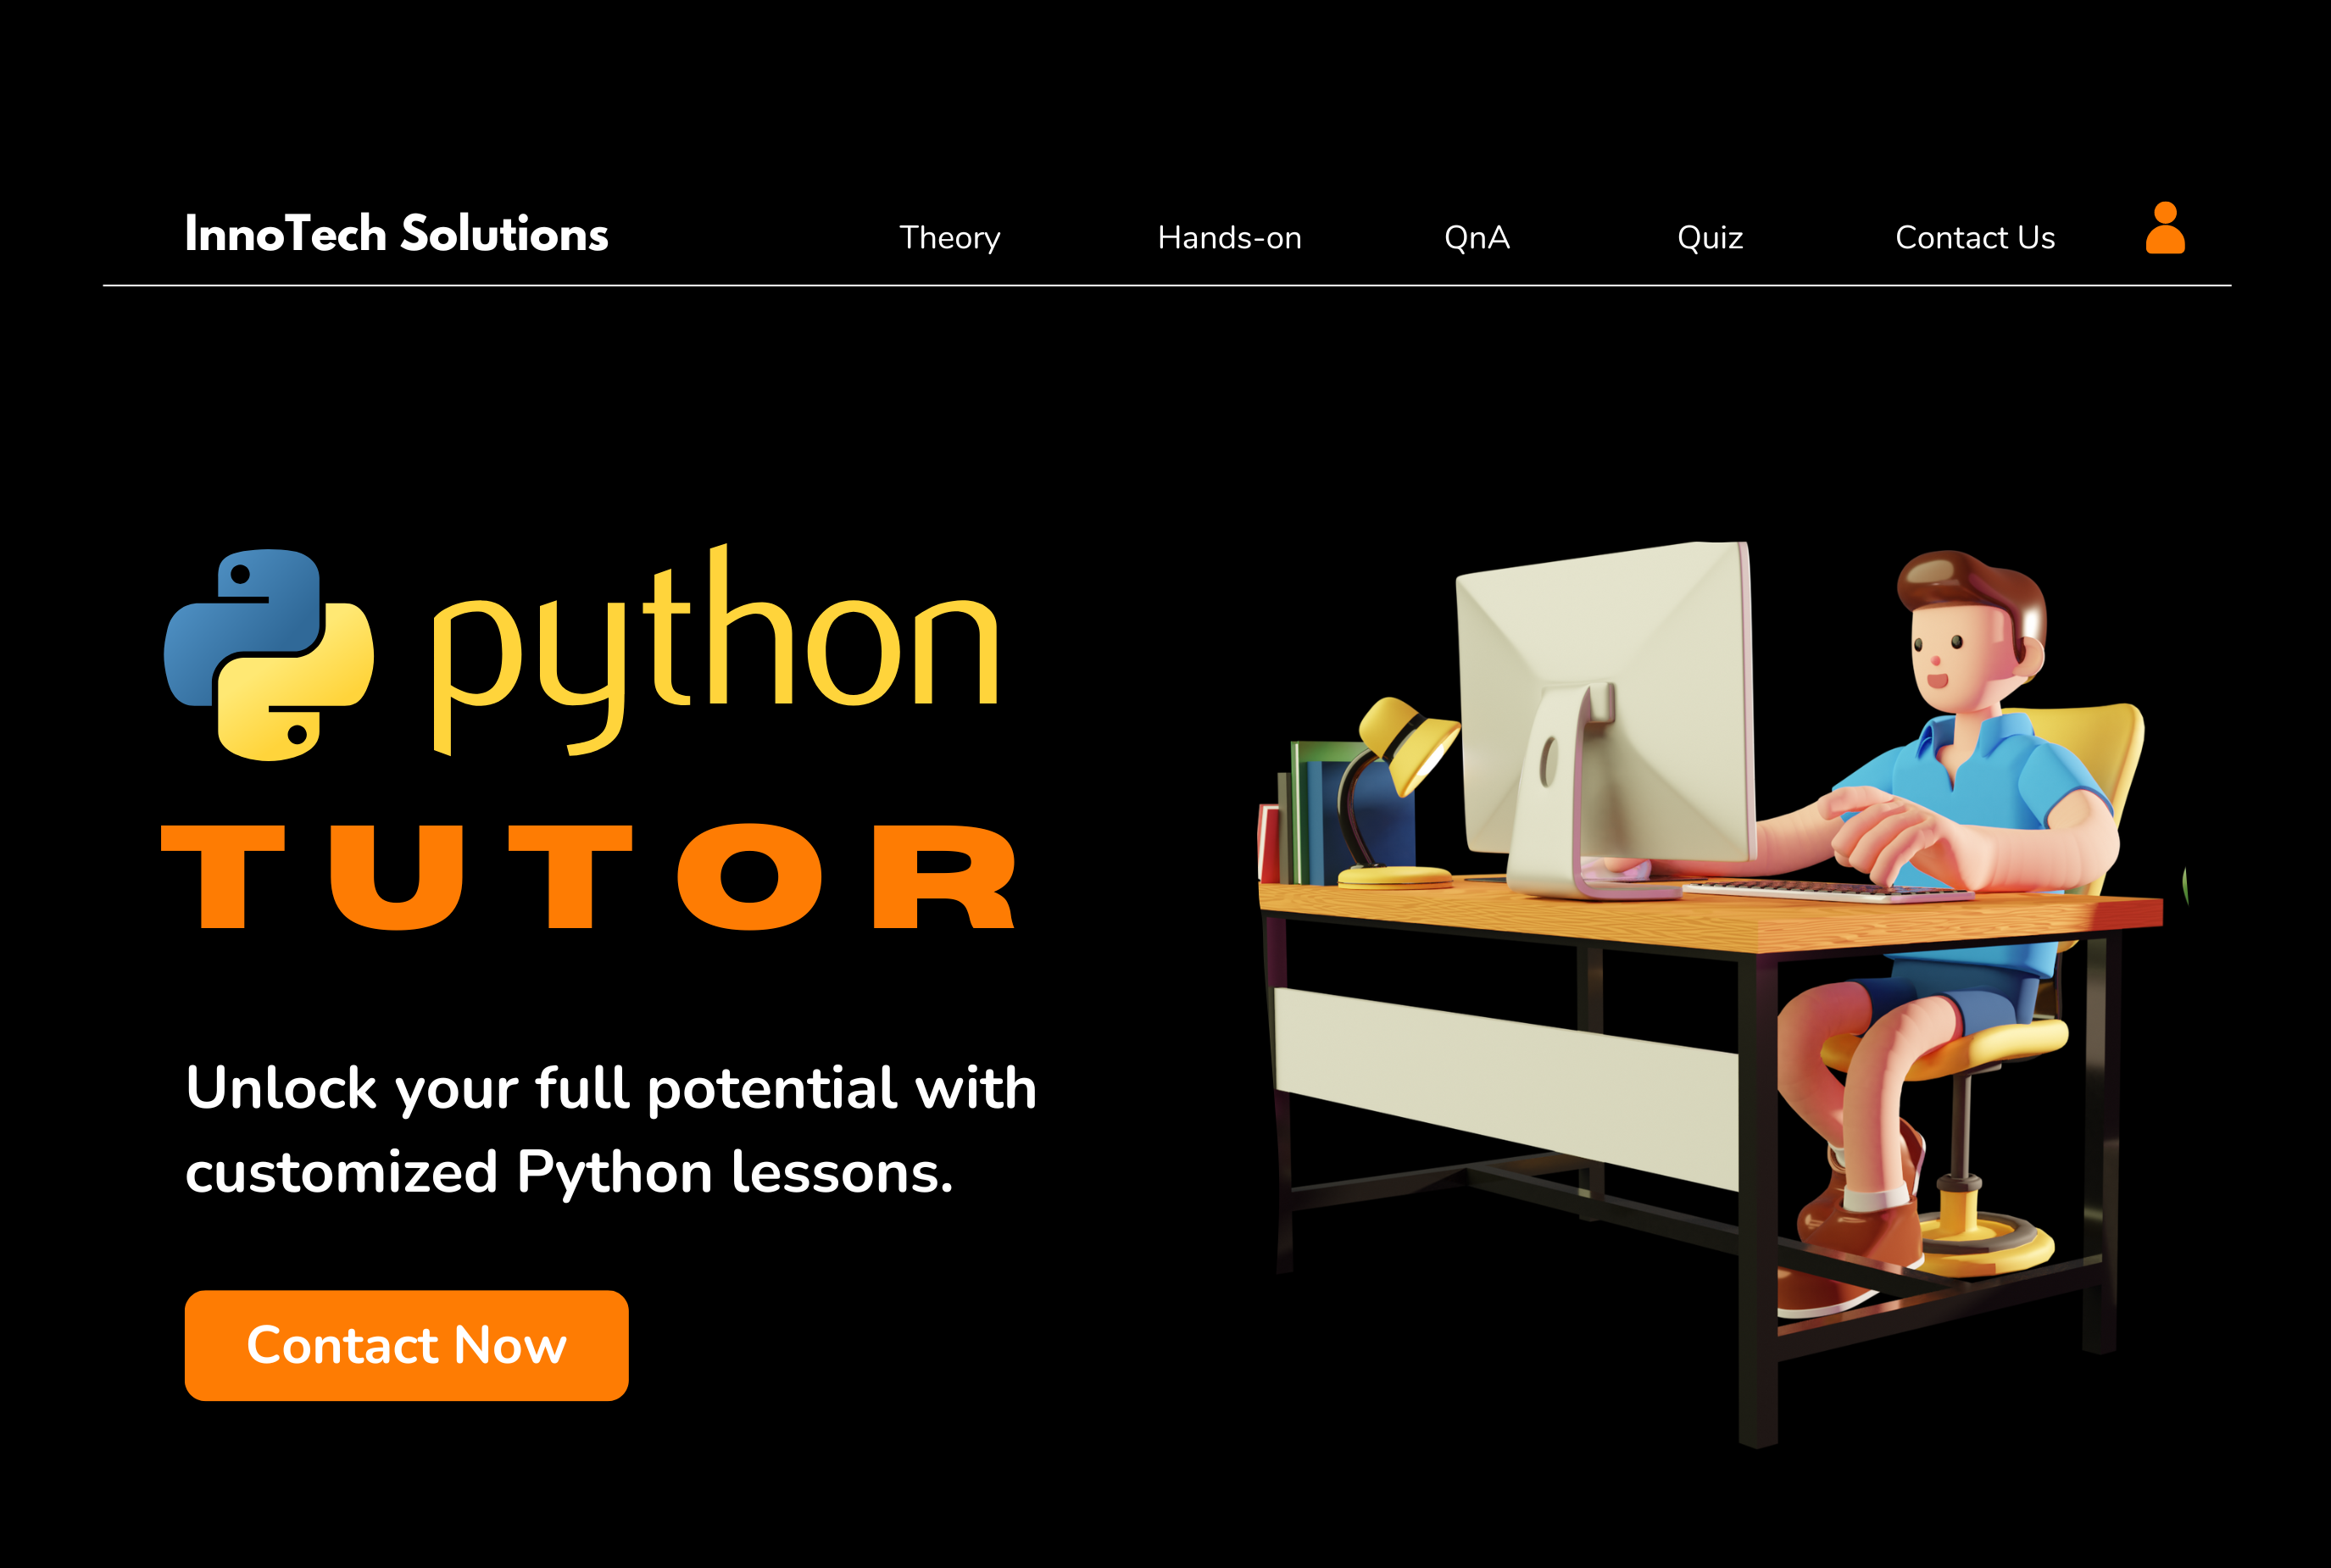 InnoTech Solutions
Theory
Hands-on
QnA
Quiz
Contact Us
python
TUTOR
Unlock your full potential with
customized Python lessons.
Contact Now